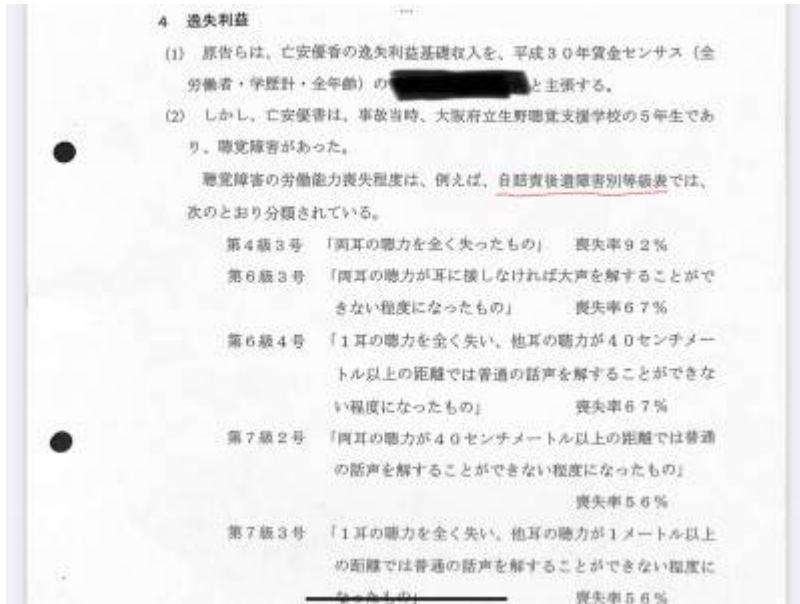 4 逸失利益
(1) 原告らは、亡安優香の逸失利益基礎収入を、平成30年賃金センサス（全
労働者・学歴計・全年齢）の と主張する。
(2) しかし、亡安優香は、事故当時、大阪府立生野聴覚支援学校の5年生であ
り、聴覚障害があった。
聴覚障害の労働能力喪失程度は、例えば、自賠責後遺障害別等級表では、
次のとおり分類されている。
第4級3号 「両耳の聴力を全く失ったもの」 喪失率92％
第6級3号 「両耳の聴力が耳に接しなければ大声を解することがで
きない程度になったもの」 喪失率67％
第6級4号 「1耳の聴力を全く失い、他耳の聴力が40センチメー
トル以上の距離では普通の話声を解することができな
い程度になったもの」 喪失率67％
第7級2号 「両耳の聴力が40センチメートル以上の距離では普通
の話声を解することができない程度になったもの」
喪失率56％
第7級3号 「1耳の聴力を全く失い、他耳の聴力が1メートル以上
の距離では普通の話声を解することができない程度に
なったもの」 喪失率56％